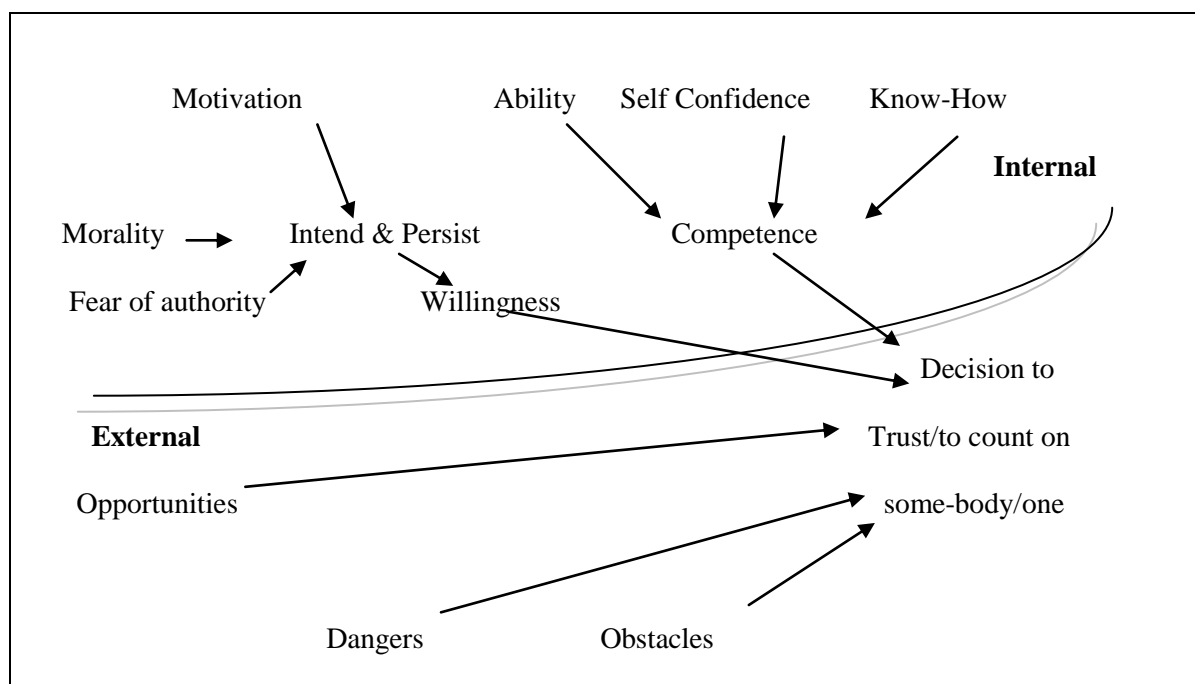 Motivation
Ability
Self Confidence
Know-How
Internal
Morality
Intend & Persist
Competence
Fear of authority
Willingness
Decision to
External
Trust/to count on
Opportunities
some-body/one
Dangers
Obstacles